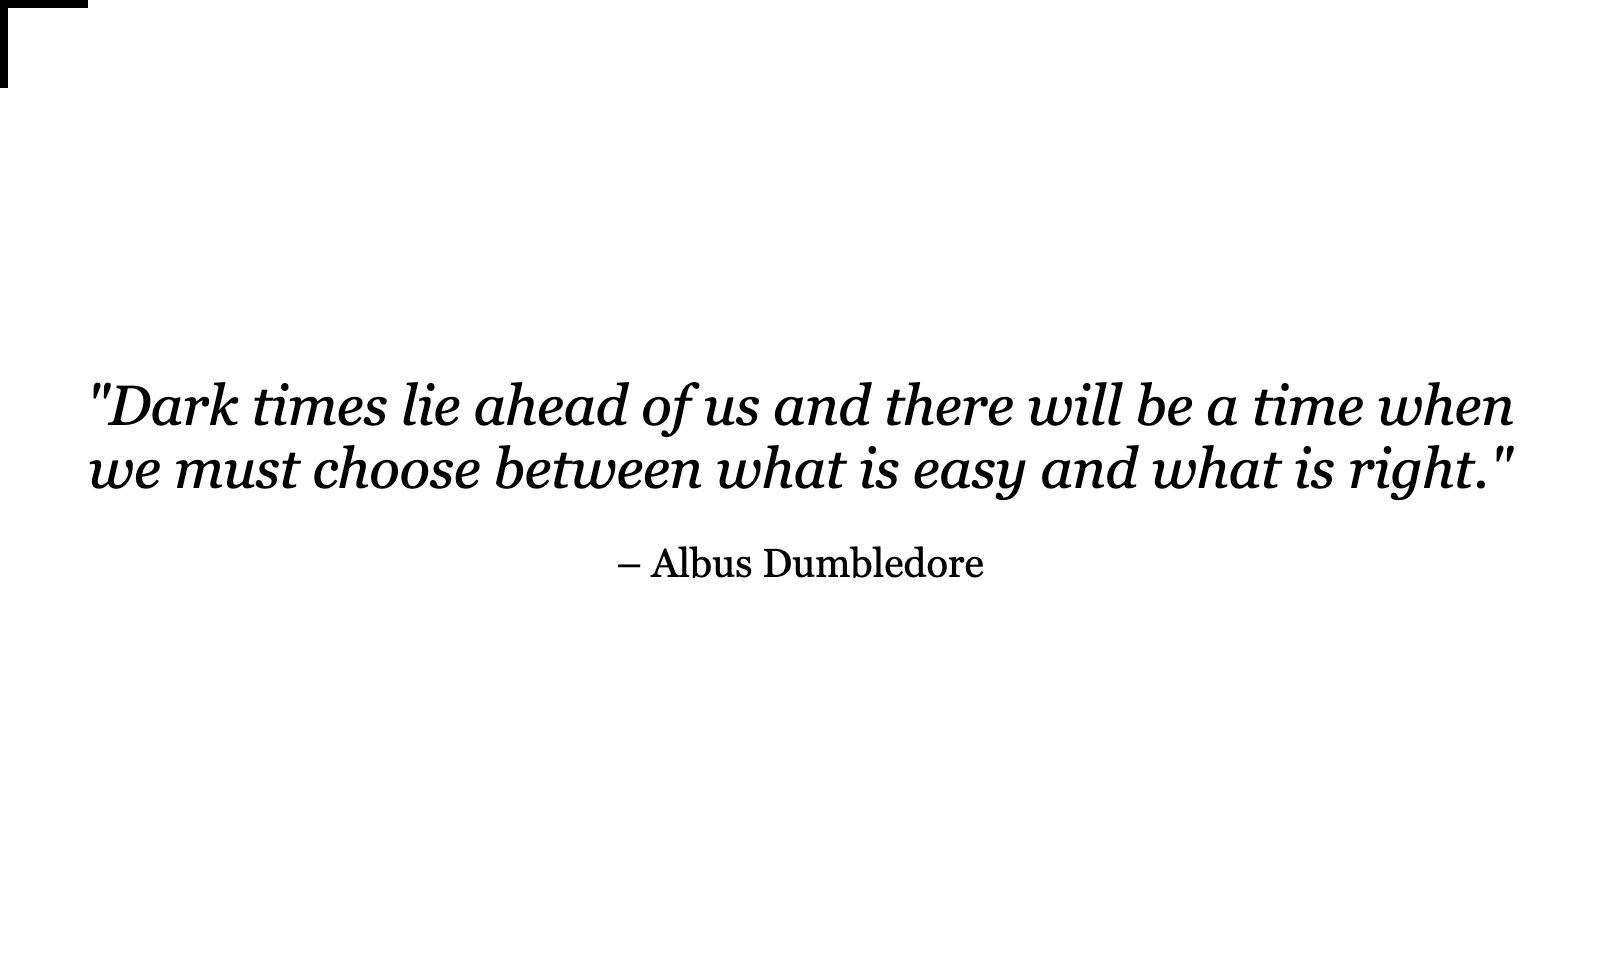 "Dark times lie ahead of us and there will be a time when
we must choose between what is easy and what is right."
– Albus Dumbledore